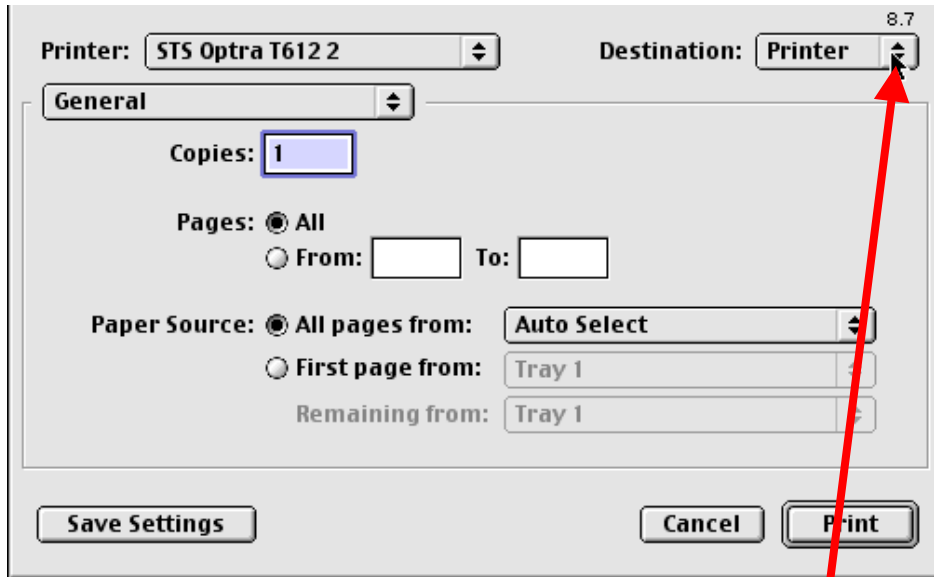 8.7
Printer: STS Optra T612 2 Destination: Printer
General
Copies: 1
Pages: All
From: To:
Paper Source: All pages from: Auto Select
First page from: Tray 1
Remaining from: Tray 1
Save Settings Cancel Print